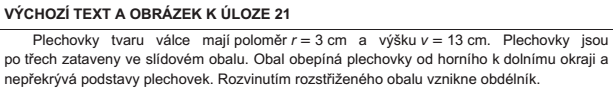 VÝCHOZÍ TEXT A OBRÁZEK K ÚLOZE 21
Plechovky tvaru válce mají poloměr r = 3 cm a výšku v = 13 cm. Plechovky jsou
po třech zataveny ve slídovém obalu. Obal obepíná plechovky od horního k dolnímu okraji a
nepřekrývá podstavy plechovek. Rozvinutím rozstřiženého obalu vznikne obdélník.